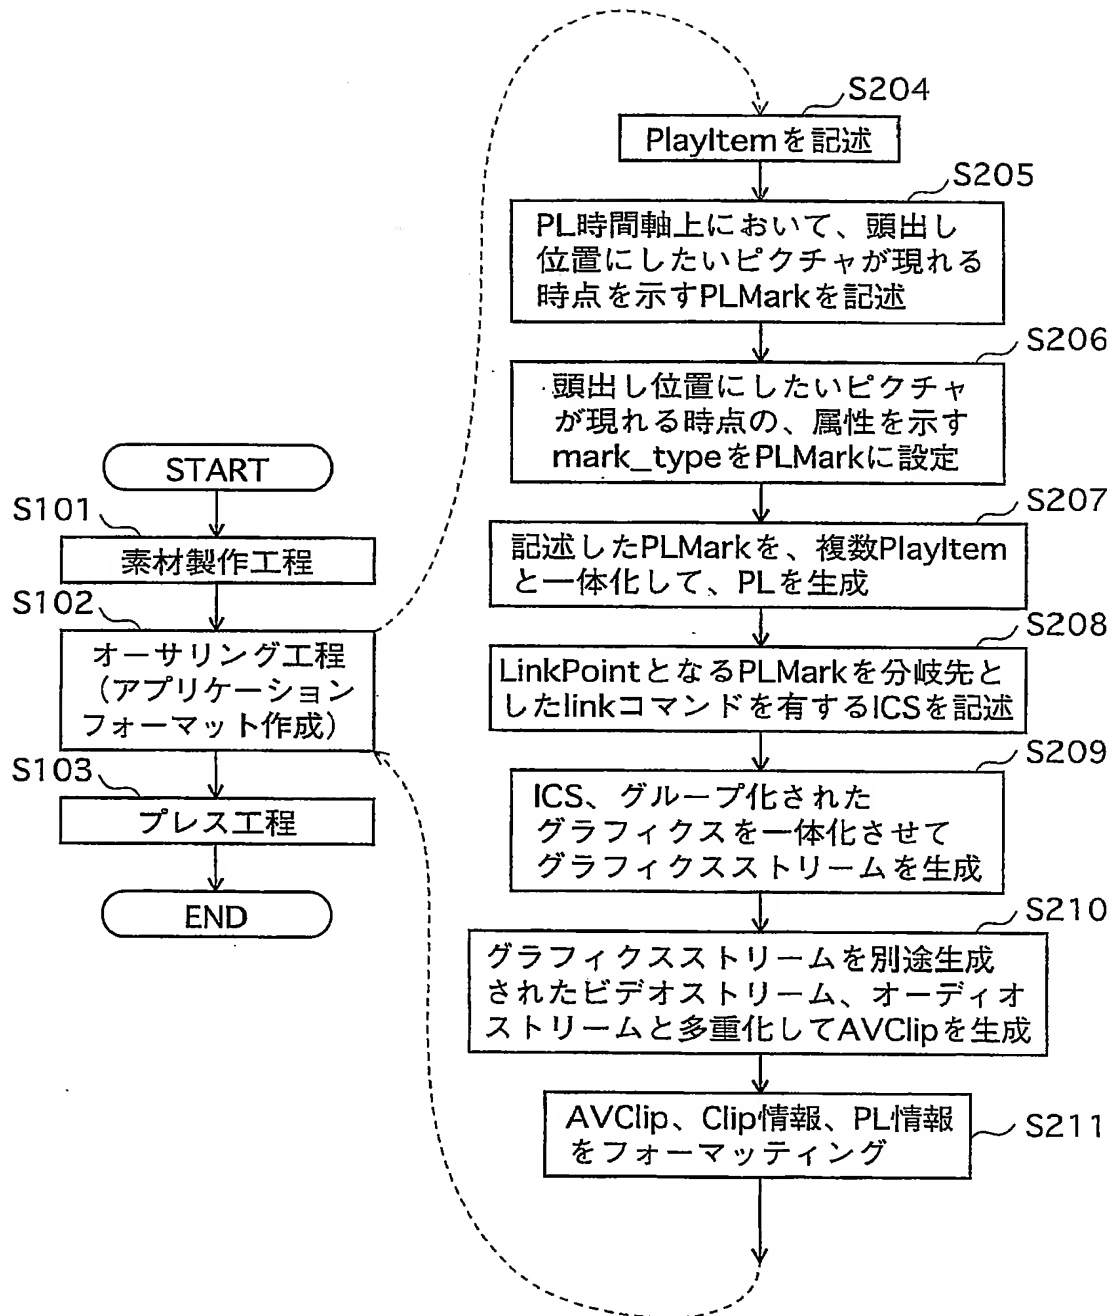 START
S101
素材製作工程
S102
オーサリング工程
（アプリケーション
フォーマット作成）
S103
プレス工程
END
S204
PlayItemを記述
S205
PL時間軸上において、頭出し
位置にしたいピクチャが現れる
時点を示すPLMarkを記述
S206
頭出し位置にしたいピクチャ
が現れる時点の、属性を示す
mark_typeをPLMarkに設定
S207
記述したPLMarkを、複数PlayItem
と一体化して、PLを生成
S208
LinkPointとなるPLMarkを分岐先と
したlinkコマンドを有するICSを記述
S209
ICS、グループ化された
グラフィクスを一体化させて
グラフィクスストリームを生成
S210
グラフィクスストリームを別途生成
されたビデオストリーム、オーディオ
ストリームと多重化してAVClipを生成
S211
AVClip、Clip情報、PL情報
をフォーマッティング